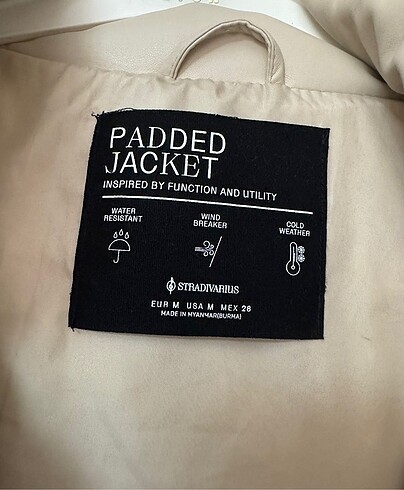 PADDED
JACKET
INSPIRED BY FUNCTION AND UTILITY
WATER
RESISTANT
WIND
BREAKER
COLD
WEATHER
STRADIVARIUS
EUR M USA M MEX 26
MADE IN MYANMAR(BURMA)